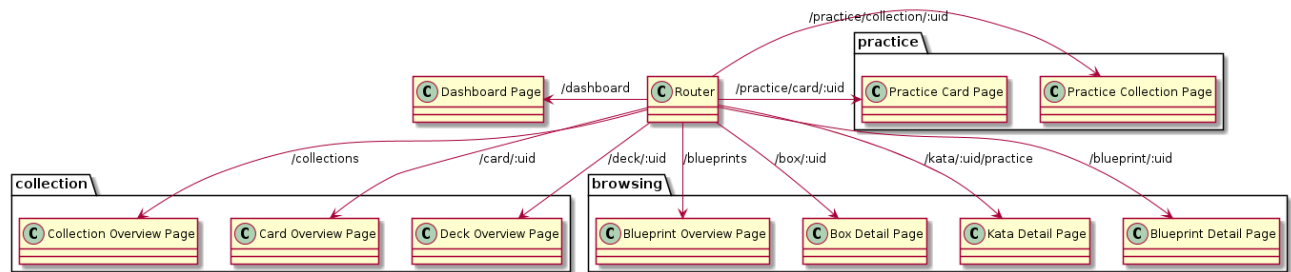 /practice/collection/:uid
practice
C Dashboard Page
/dashboard
C Router
/practice/card/:uid
C Practice Card Page
C Practice Collection Page
/collections
/card/:uid
/deck/:uid
/blueprints
/box/:uid
/kata/:uid/practice
/blueprint/:uid
collection
browsing
C Collection Overview Page
C Card Overview Page
C Deck Overview Page
C Blueprint Overview Page
C Box Detail Page
C Kata Detail Page
C Blueprint Detail Page